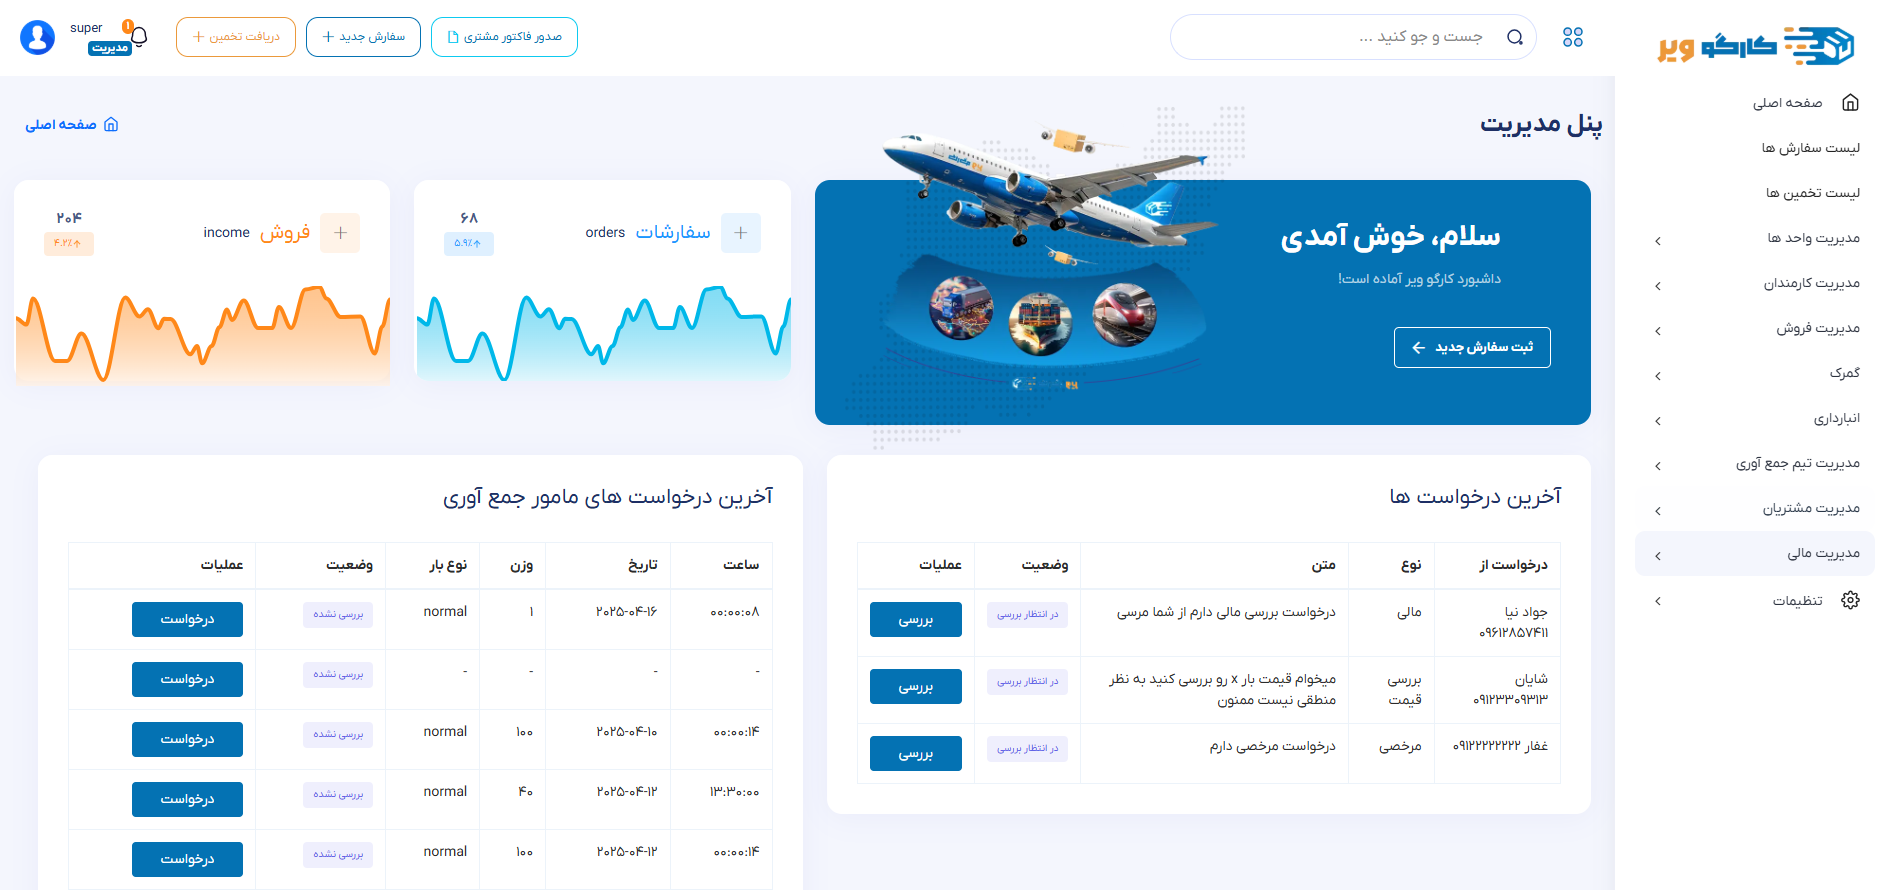 کارگو ویر
صفحه اصلی
لیست سفارش ها
لیست تخمین ها
مدیریت واحد ها
مدیریت کارمندان
مدیریت فروش
گمرک
انبارداری
مدیریت تیم جمع آوری
مدیریت مشتریان
مدیریت مالی
تنظیمات
جست و جو کنید ...
صدور فاکتور مشتری
سفارش جدید +
دریافت تخمین +
۱
super
مدیریت
پنل مدیریت
صفحه اصلی
سلام، خوش آمدی
داشبورد کارگو ویر آماده است!
ثبت سفارش جدید
سفارشات orders
۶۸
۵.۹٪
فروش income
۲۰۴
۴.۲٪
آخرین درخواست ها
درخواست از نوع متن وضعیت عملیات
جواد نیا ۰۹۶۱۲۸۵۷۴۱۱ مالی درخواست بررسی مالی دارم از شما مرسی در انتظار بررسی بررسی
شایان ۰۹۱۲۳۳۰۹۳۱۳ بررسی قیمت میخوام قیمت بار x رو بررسی کنید به نظر منطقی نیست ممنون در انتظار بررسی بررسی
غفار ۰۹۱۲۲۲۲۲۲۲۲ مرخصی درخواست مرخصی دارم در انتظار بررسی بررسی
آخرین درخواست های مامور جمع آوری
ساعت تاریخ وزن نوع بار وضعیت عملیات
۰۰:۰۰:۰۸ ۲۰۲۵-۰۴-۱۶ ۱ normal بررسی نشده درخواست
- - - - بررسی نشده درخواست
۰۰:۰۰:۱۴ ۲۰۲۵-۰۴-۱۰ ۱۰۰ normal بررسی نشده درخواست
۱۳:۳۰:۰۰ ۲۰۲۵-۰۴-۱۲ ۴۰ normal بررسی نشده درخواست
۰۰:۰۰:۱۴ ۲۰۲۵-۰۴-۱۲ ۱۰۰ normal بررسی نشده درخواست